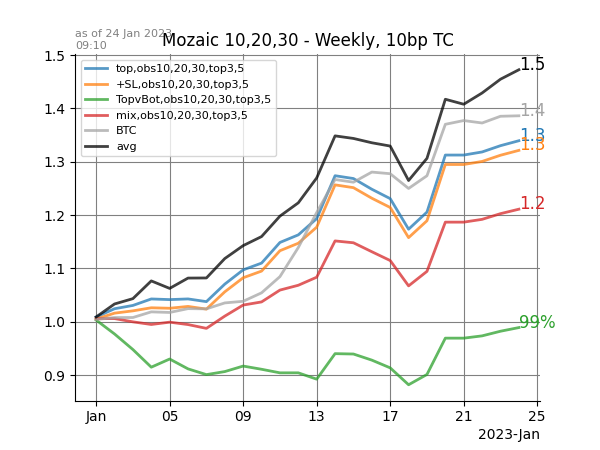 as of 24 Jan 2023
09:10
Mozaic 10,20,30 - Weekly, 10bp TC
top,obs10,20,30,top3,5
+SL,obs10,20,30,top3,5
TopvBot,obs10,20,30,top3,5
mix,obs10,20,30,top3,5
BTC
avg
1.5
1.4
1.3
1.2
1.1
1.0
0.9
1.5
1.4
1.3
1.3
1.2
99%
Jan 05 09 13 17 21 25
2023-Jan